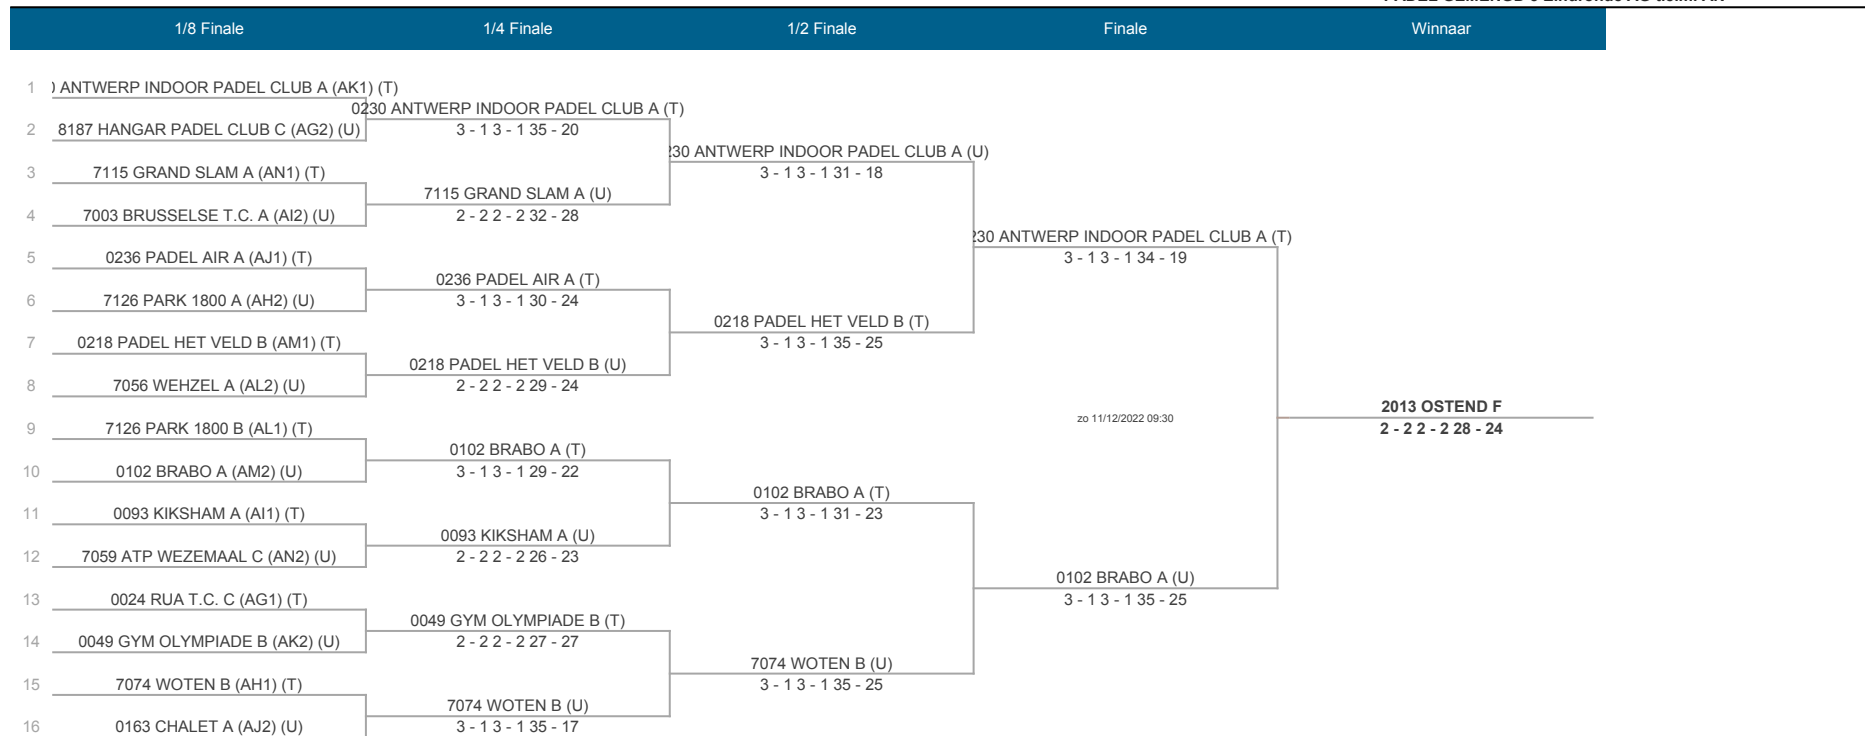 1/8 Finale 1/4 Finale 1/2 Finale Finale Winnaar
1 ANTWERP INDOOR PADEL CLUB A (AK1) (T)
0230 ANTWERP INDOOR PADEL CLUB A (T)
2 8187 HANGAR PADEL CLUB C (AG2) (U) 3 - 1 3 - 1 35 - 20
230 ANTWERP INDOOR PADEL CLUB A (U)
3 7115 GRAND SLAM A (AN1) (T) 3 - 1 3 - 1 31 - 18
7115 GRAND SLAM A (U)
4 7003 BRUSSELSE T.C. A (AI2) (U) 2 - 2 2 - 2 32 - 28
230 ANTWERP INDOOR PADEL CLUB A (T)
5 0236 PADEL AIR A (AJ1) (T) 3 - 1 3 - 1 34 - 19
0236 PADEL AIR A (T)
6 7126 PARK 1800 A (AH2) (U) 3 - 1 3 - 1 30 - 24
0218 PADEL HET VELD B (T)
7 0218 PADEL HET VELD B (AM1) (T) 3 - 1 3 - 1 35 - 25
0218 PADEL HET VELD B (U)
8 7056 WEHZEL A (AL2) (U) 2 - 2 2 - 2 29 - 24
2013 OSTEND F
zo 11/12/2022 09:30
9 7126 PARK 1800 B (AL1) (T) 2 - 2 2 - 2 28 - 24
0102 BRABO A (T)
10 0102 BRABO A (AM2) (U) 3 - 1 3 - 1 29 - 22
0102 BRABO A (T)
11 0093 KIKSHAM A (AI1) (T) 3 - 1 3 - 1 31 - 23
0093 KIKSHAM A (U)
12 7059 ATP WEZEMAAL C (AN2) (U) 2 - 2 2 - 2 26 - 23
0102 BRABO A (U)
13 0024 RUA T.C. C (AG1) (T) 3 - 1 3 - 1 35 - 25
0049 GYM OLYMPIADE B (T)
14 0049 GYM OLYMPIADE B (AK2) (U) 2 - 2 2 - 2 27 - 27
7074 WOTEN B (U)
15 7074 WOTEN B (AH1) (T) 3 - 1 3 - 1 35 - 25
7074 WOTEN B (U)
16 0163 CHALET A (AJ2) (U) 3 - 1 3 - 1 35 - 17